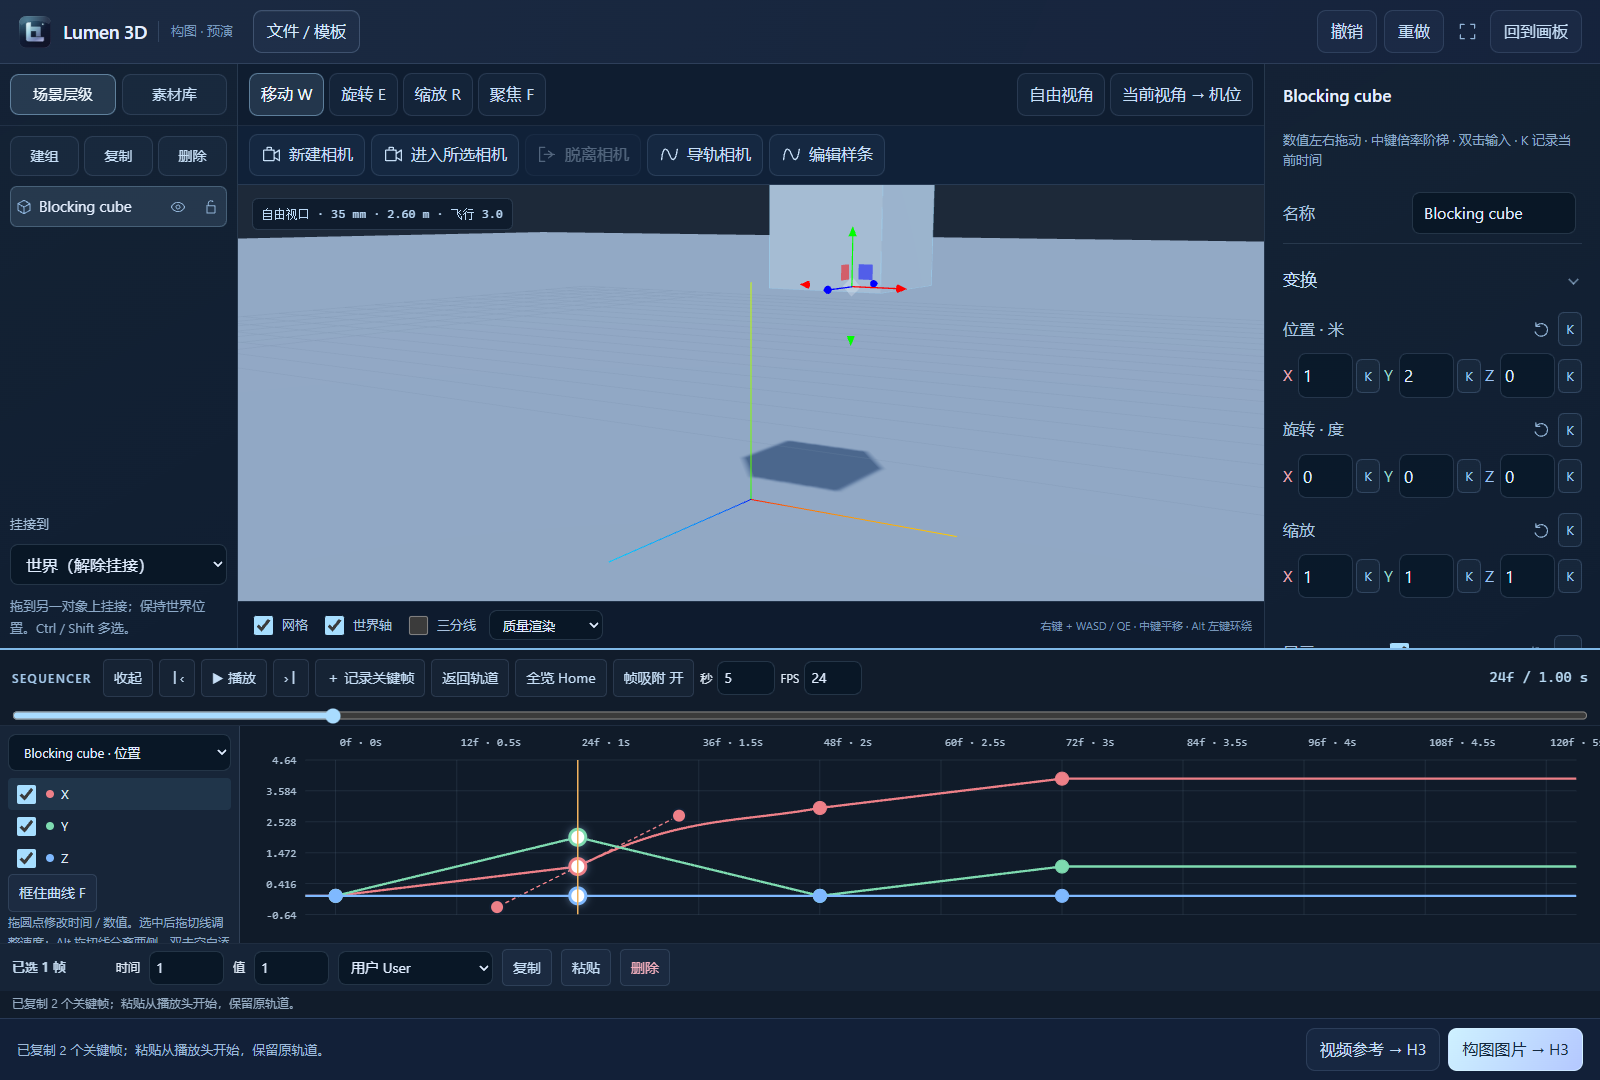 Lumen 3D
构图 · 预演
文件 / 模板
撤销
重做
回到画板
场景层级
素材库
移动 W
旋转 E
缩放 R
聚焦 F
自由视角
当前视角 → 机位
建组
复制
删除
新建相机
进入所选相机
脱离相机
导轨相机
编辑样条
Blocking cube
自由视口 · 35 mm · 2.60 m · 飞行 3.0
挂接到
世界（解除挂接）
拖到另一对象上挂接；保持世界位
置。Ctrl / Shift 多选。
网格
世界轴
三分线
质量渲染
右键 + WASD / QE · 中键平移 · Alt 左键环绕
Blocking cube
数值左右拖动 · 中键倍率阶梯 · 双击输入 · K 记录当
前时间
名称
Blocking cube
变换
位置 · 米
K
X 1 K Y 2 K Z 0 K
旋转 · 度
K
X 0 K Y 0 K Z 0 K
缩放
K
X 1 K Y 1 K Z 1 K
SEQUENCER
收起
|‹
▶ 播放
›|
+ 记录关键帧
返回轨道
全览 Home
帧吸附 开
秒 5
FPS 24
24f / 1.00 s
Blocking cube · 位置
X
Y
Z
框住曲线 F
拖圆点修改时间 / 数值。选中后拖切线调
0f · 0s
12f · 0.5s
24f · 1s
36f · 1.5s
48f · 2s
60f · 2.5s
72f · 3s
84f · 3.5s
96f · 4s
108f · 4.5s
120f · 5s
4.64
3.584
2.528
1.472
0.416
-0.64
已选 1 帧
时间 1
值 1
用户 User
复制
粘贴
删除
已复制 2 个关键帧；粘贴从播放头开始，保留原轨道。
已复制 2 个关键帧；粘贴从播放头开始，保留原轨道。
视频参考 → H3
构图图片 → H3